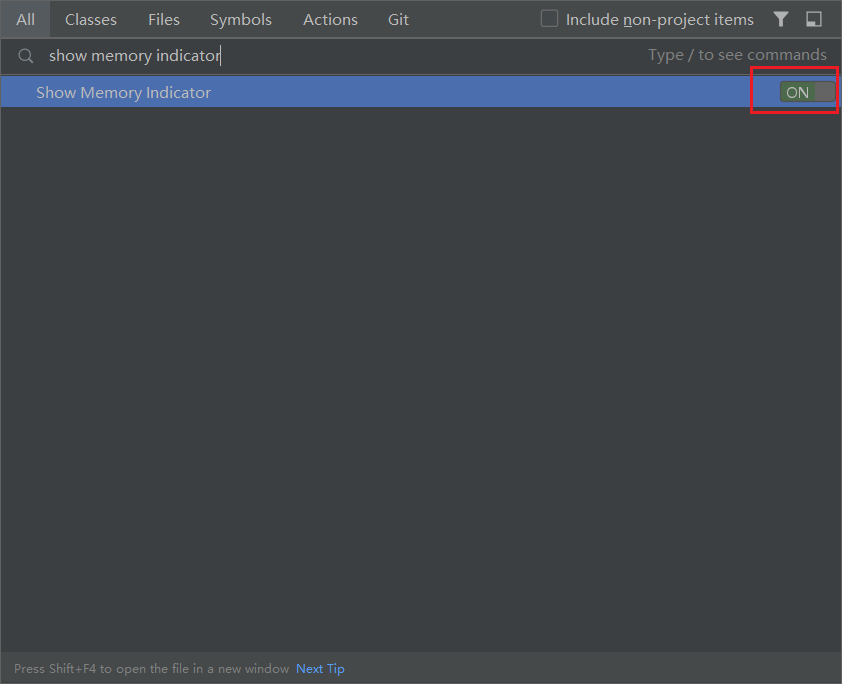 All Classes Files Symbols Actions Git Include non-project items
show memory indicator Type / to see commands
Show Memory Indicator ON
Press Shift+F4 to open the file in a new window Next Tip